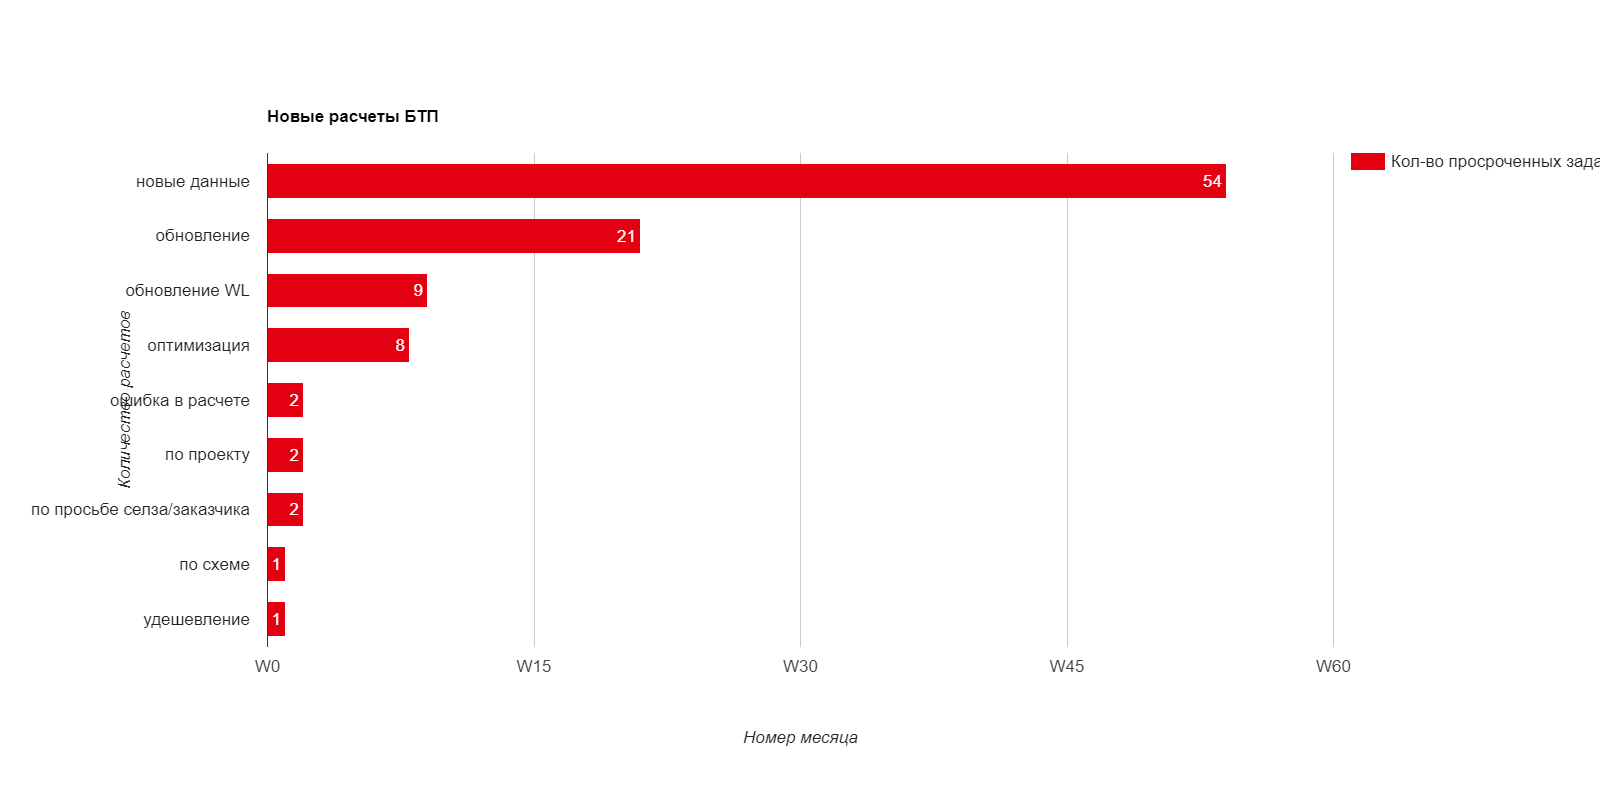 Новые расчеты БТП
Кол-во просроченных зада
новые данные
54
обновление
21
обновление WL
9
оптимизация
8
ошибка в расчете
2
по проекту
2
по просьбе селза/заказчика
2
по схеме
1
удешевление
1
Количество расчетов
W0
W15
W30
W45
W60
Номер месяца